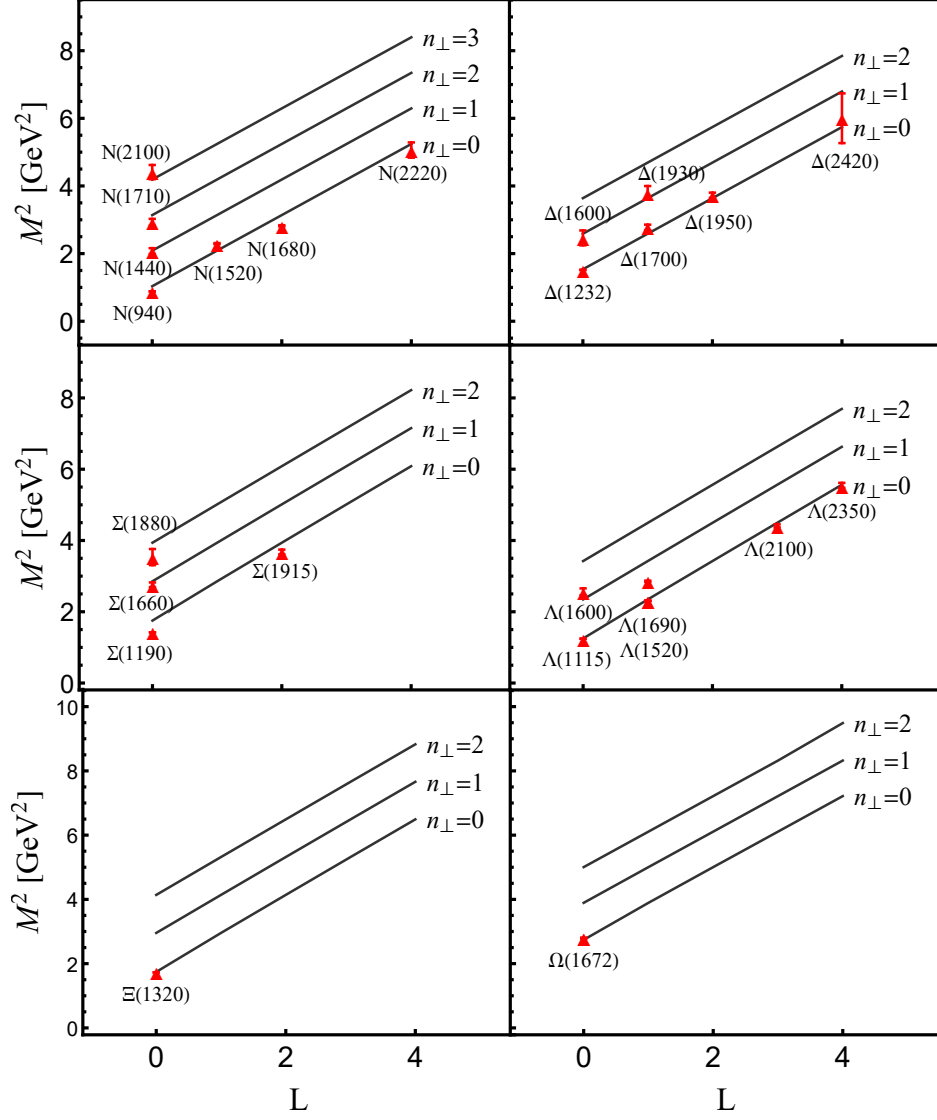 M² [GeV²]
8
6
4
2
0
n⊥=3
n⊥=2
n⊥=1
n⊥=0
N(2100)
N(1710)
N(1440)
N(940)
N(1520)
N(1680)
N(2220)
n⊥=2
n⊥=1
n⊥=0
Δ(1930)
Δ(1600)
Δ(1232)
Δ(1700)
Δ(1950)
Δ(2420)
M² [GeV²]
8
6
4
2
0
n⊥=2
n⊥=1
n⊥=0
Σ(1880)
Σ(1660)
Σ(1190)
Σ(1915)
n⊥=2
n⊥=1
n⊥=0
Λ(2350)
Λ(2100)
Λ(1600)
Λ(1690)
Λ(1520)
Λ(1115)
M² [GeV²]
10
8
6
4
2
0
n⊥=2
n⊥=1
n⊥=0
Ξ(1320)
n⊥=2
n⊥=1
n⊥=0
Ω(1672)
0 2 4
0 2 4
L
L